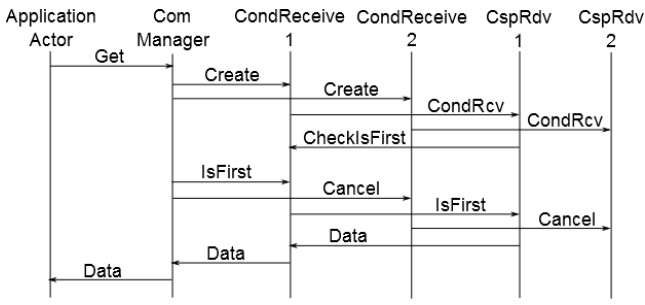 Application Com CondReceive CondReceive CspRdv CspRdv
Actor Manager 1 2 1 2
Get
Create
Create
CondRcv
CondRcv
CheckIsFirst
IsFirst
Cancel
IsFirst
Cancel
Data
Data
Data